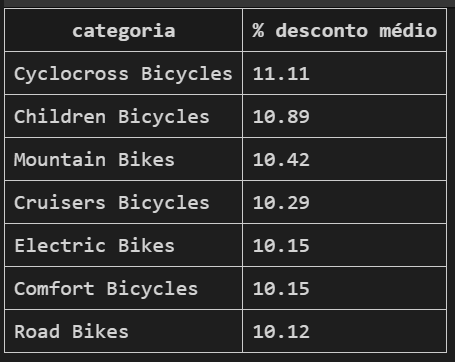 categoria % desconto médio
Cyclocross Bicycles 11.11
Children Bicycles 10.89
Mountain Bikes 10.42
Cruisers Bicycles 10.29
Electric Bikes 10.15
Comfort Bicycles 10.15
Road Bikes 10.12